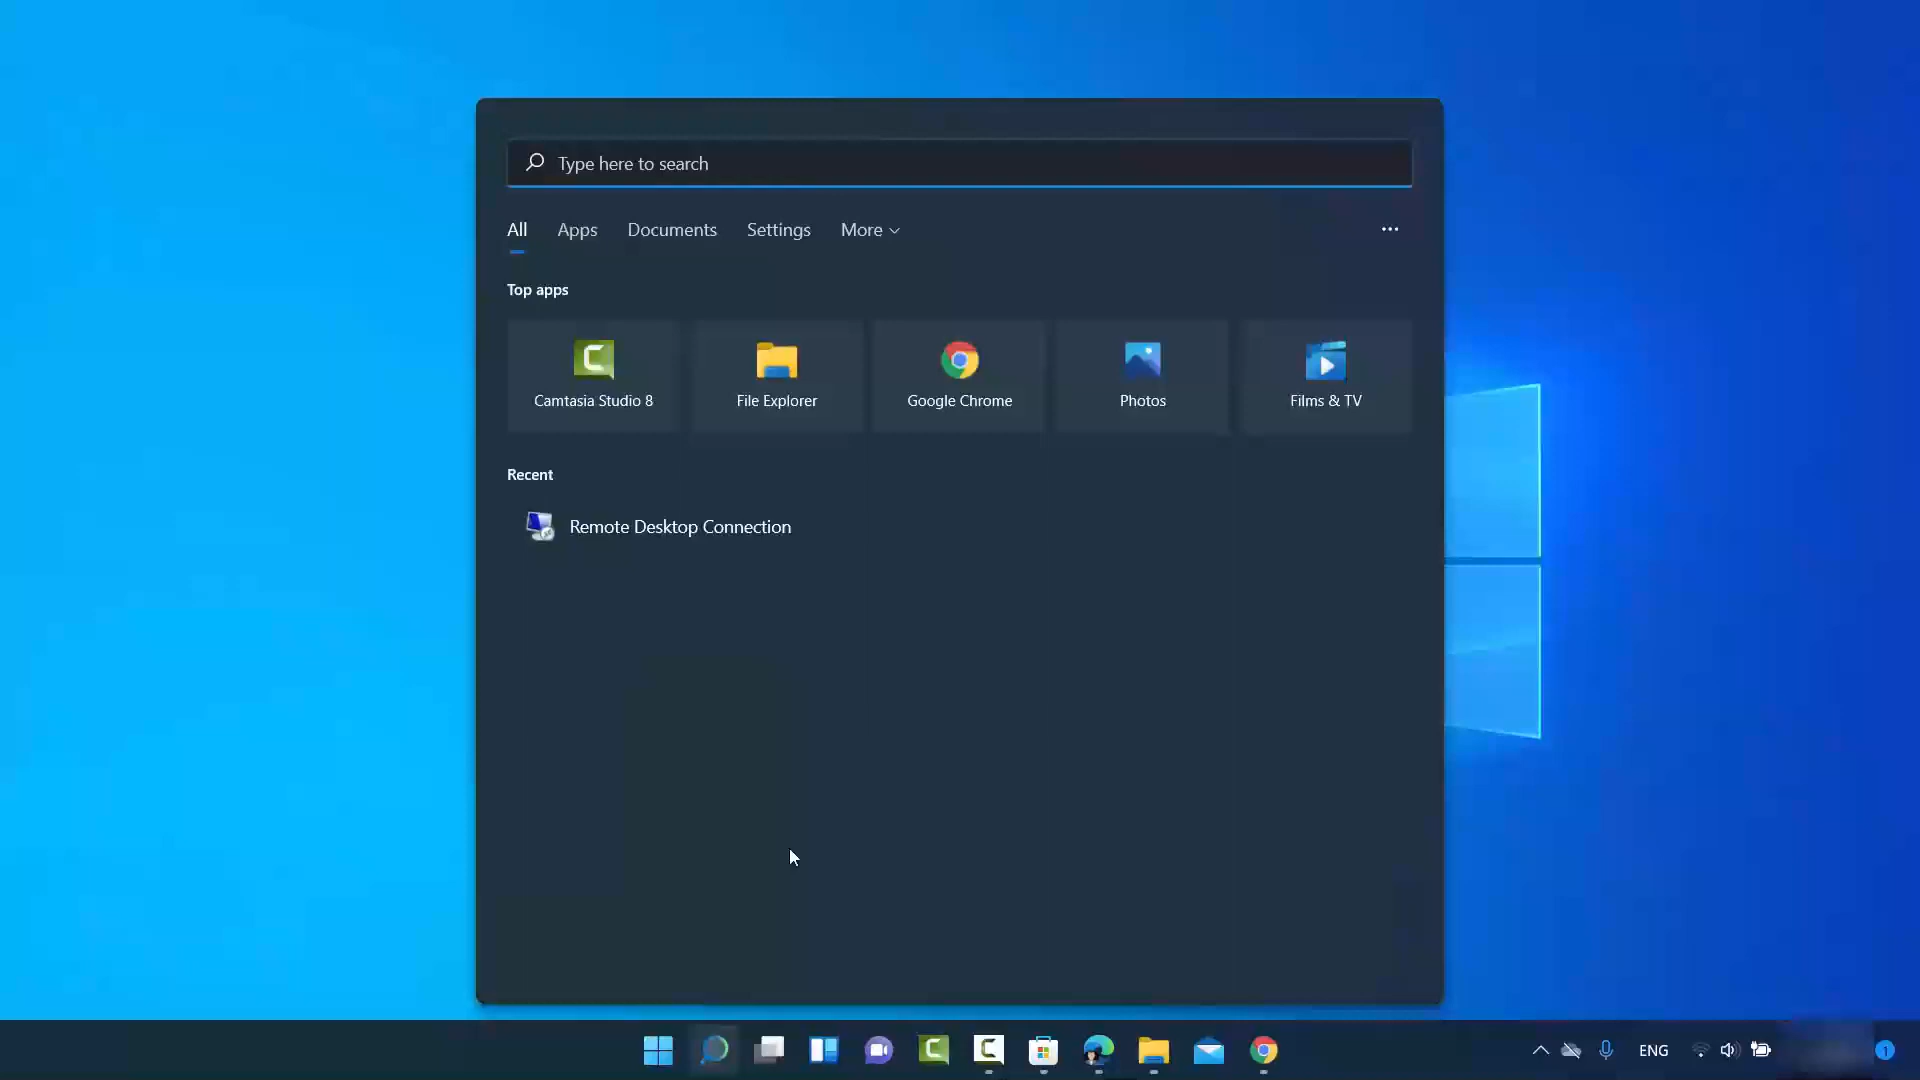 Type here to search
All Apps Documents Settings More
Top apps
Camtasia Studio 8 File Explorer Google Chrome Photos Films & TV
Recent
Remote Desktop Connection
ENG 1